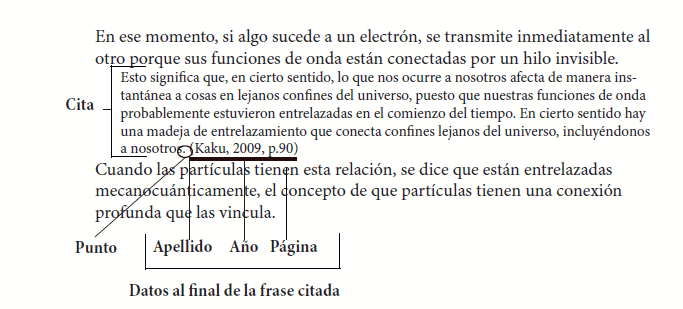 En ese momento, si algo sucede a un electrón, se transmite inmediatamente al
otro porque sus funciones de onda están conectadas por un hilo invisible.
Esto significa que, en cierto sentido, lo que nos ocurre a nosotros afecta de manera ins-
tantánea a cosas en lejanos confines del universo, puesto que nuestras funciones de onda
Cita
probablemente estuvieron entrelazadas en el comienzo del tiempo. En cierto sentido hay
una madeja de entrelazamiento que conecta confines lejanos del universo, incluyéndonos
a nosotros. (Kaku, 2009, p.90)
Cuando las partículas tienen esta relación, se dice que están entrelazadas
mecanocuánticamente, el concepto de que partículas tienen una conexión
profunda que las vincula.
Punto Apellido Año Página
Datos al final de la frase citada